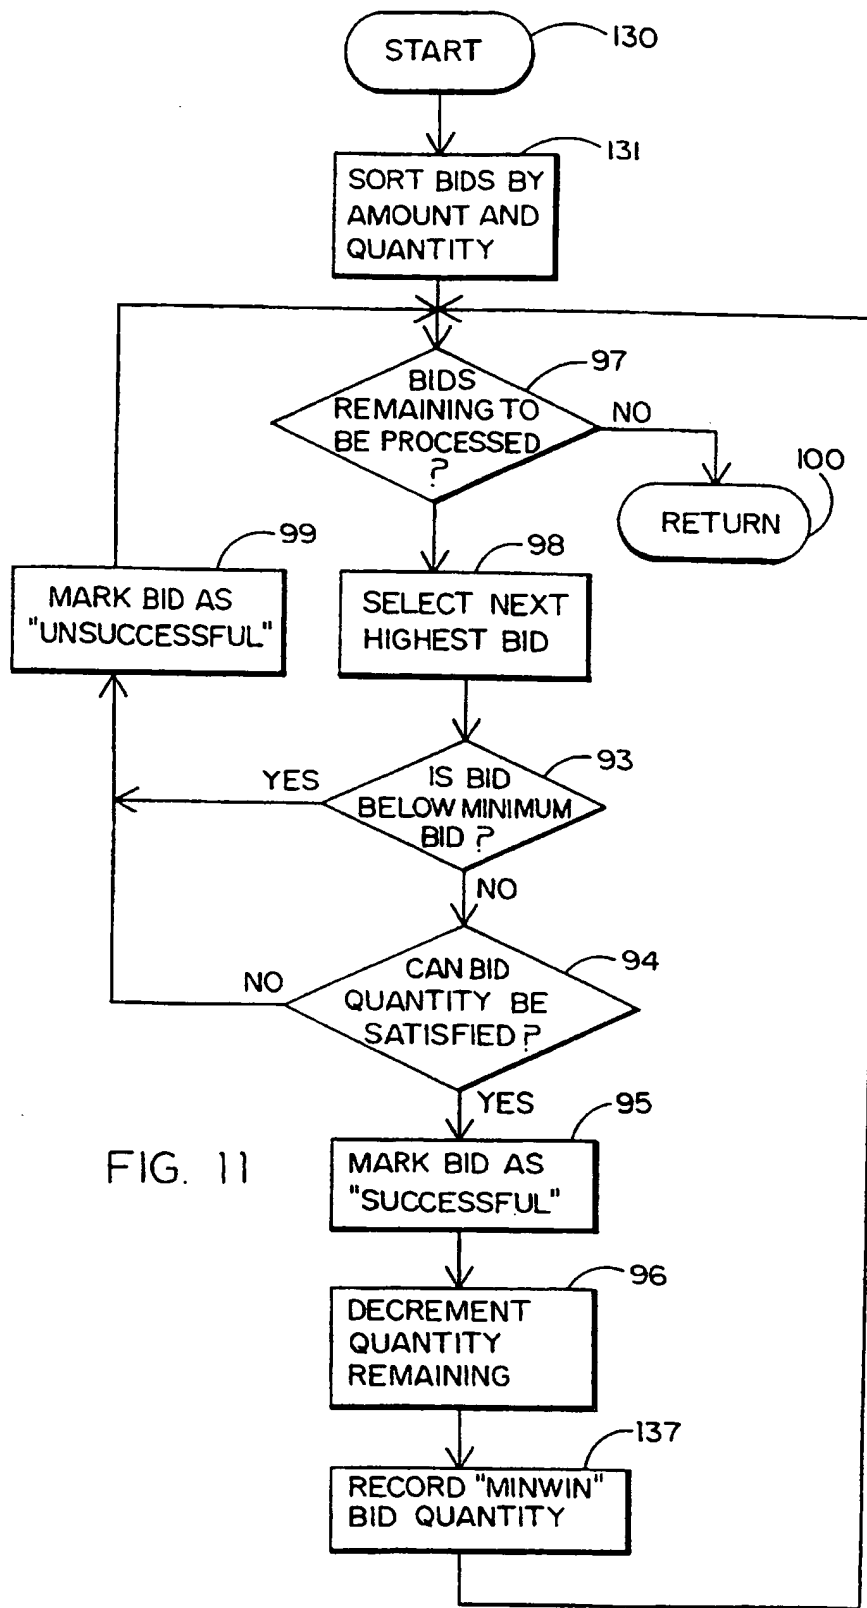 START
130
131
SORT BIDS BY
AMOUNT AND
QUANTITY
97
BIDS
REMAINING TO
BE PROCESSED
?
NO
100
RETURN
99
MARK BID AS
"UNSUCCESSFUL"
98
SELECT NEXT
HIGHEST BID
93
YES
IS BID
BELOW MINIMUM
BID ?
NO
94
NO
CAN BID
QUANTITY BE
SATISFIED?
YES
95
MARK BID AS
"SUCCESSFUL"
FIG. 11
96
DECREMENT
QUANTITY
REMAINING
137
RECORD "MINWIN"
BID QUANTITY